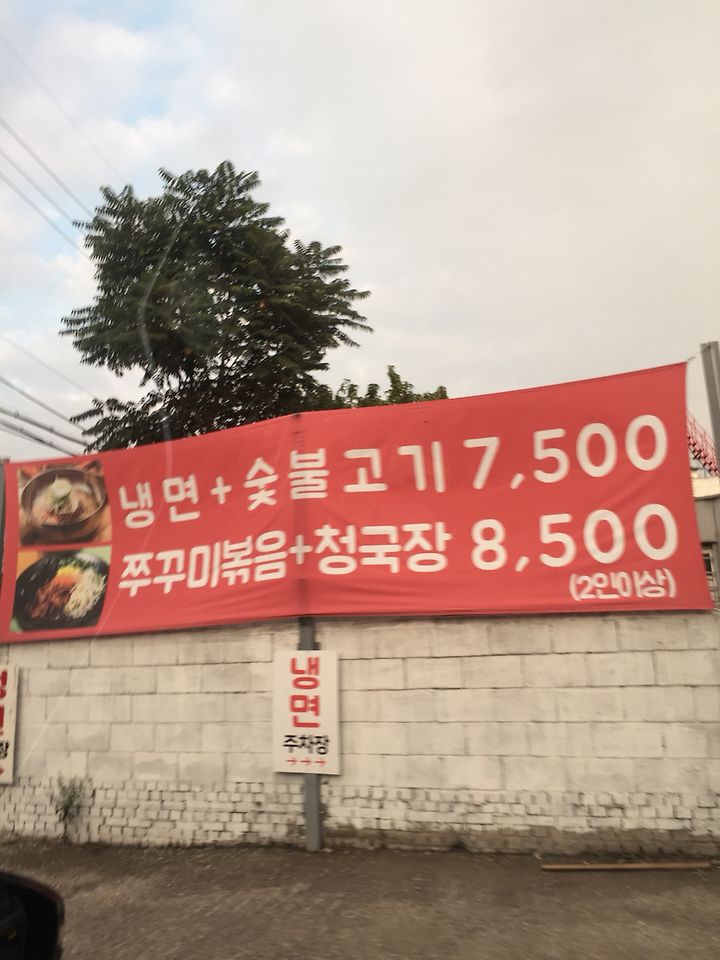 냉면+숯불고기 7,500
쭈꾸미볶음+청국장 8,500
(2인이상)
냉면
주차장
→→→